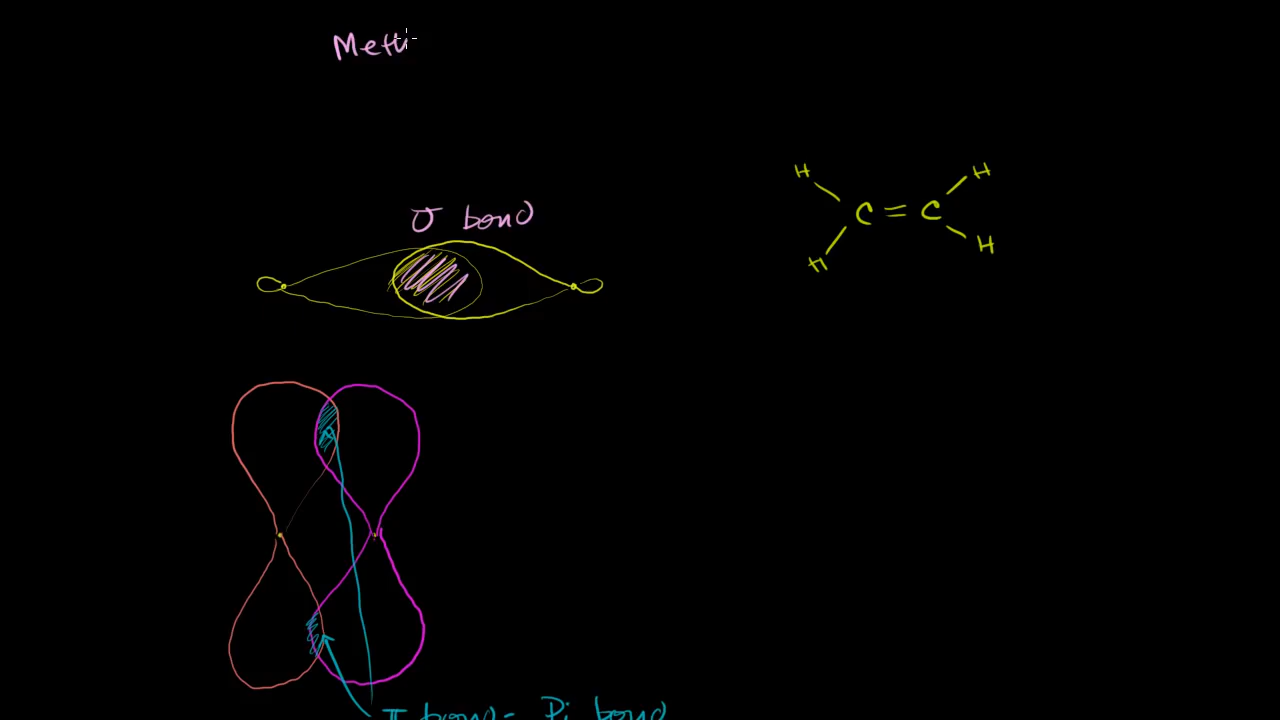 Meth
H H
C = C
H H
σ bond
π bond - Pi bond